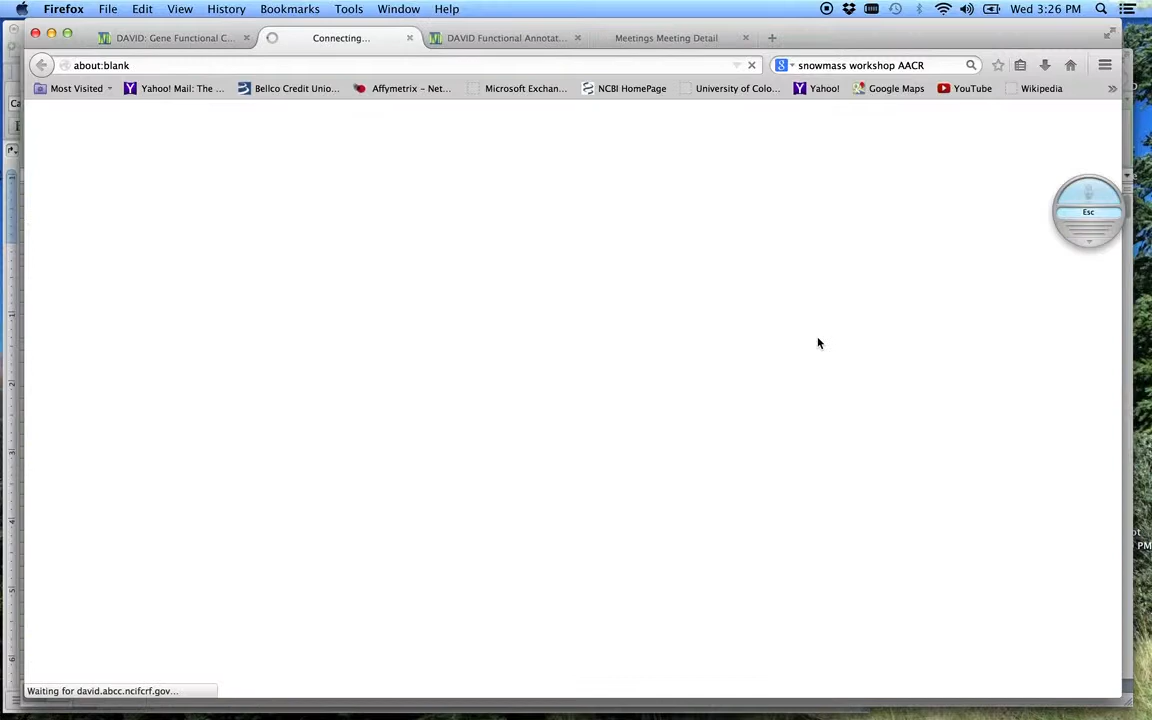 Firefox File Edit View History Bookmarks Tools Window Help Wed 3:26 PM
DAVID: Gene Functional C... Connecting... DAVID Functional Annotat... Meetings Meeting Detail
about:blank snowmass workshop AACR
Most Visited Yahoo! Mail: The ... Bellco Credit Unio... Affymetrix – Net... Microsoft Exchan... NCBI HomePage University of Colo... Yahoo! Google Maps YouTube Wikipedia
Esc
PM
Waiting for david.abcc.ncifcrf.gov...